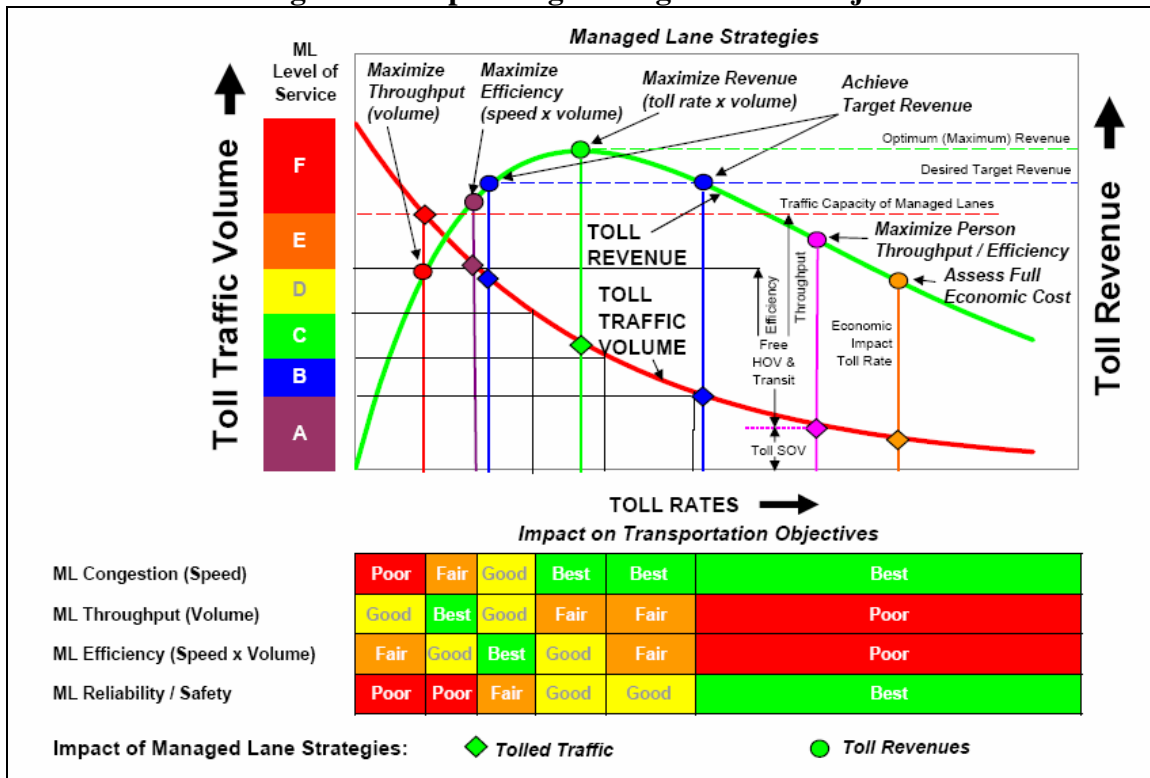 Managed Lane Strategies
ML
Level of
Service
Maximize
Throughput
(volume)
Maximize
Efficiency
(speed x volume)
Maximize Revenue
(toll rate x volume)
Achieve
Target Revenue
Toll Traffic Volume
Toll Revenue
F
E
D
C
B
A
Optimum (Maximum) Revenue
Desired Target Revenue
Traffic Capacity of Managed Lanes
TOLL
REVENUE
Maximize Person
Throughput / Efficiency
Assess Full
Economic Cost
TOLL
TRAFFIC
VOLUME
Efficiency
Throughput
Free
HOV &
Transit
Toll SOV
Economic
Impact
Toll Rate
TOLL RATES
Impact on Transportation Objectives
ML Congestion (Speed) Poor Fair Good Best Best Best
ML Throughput (Volume) Good Best Good Fair Fair Poor
ML Efficiency (Speed x Volume) Fair Good Best Good Fair Poor
ML Reliability / Safety Poor Poor Fair Good Good Best
Impact of Managed Lane Strategies: Tolled Traffic Toll Revenues